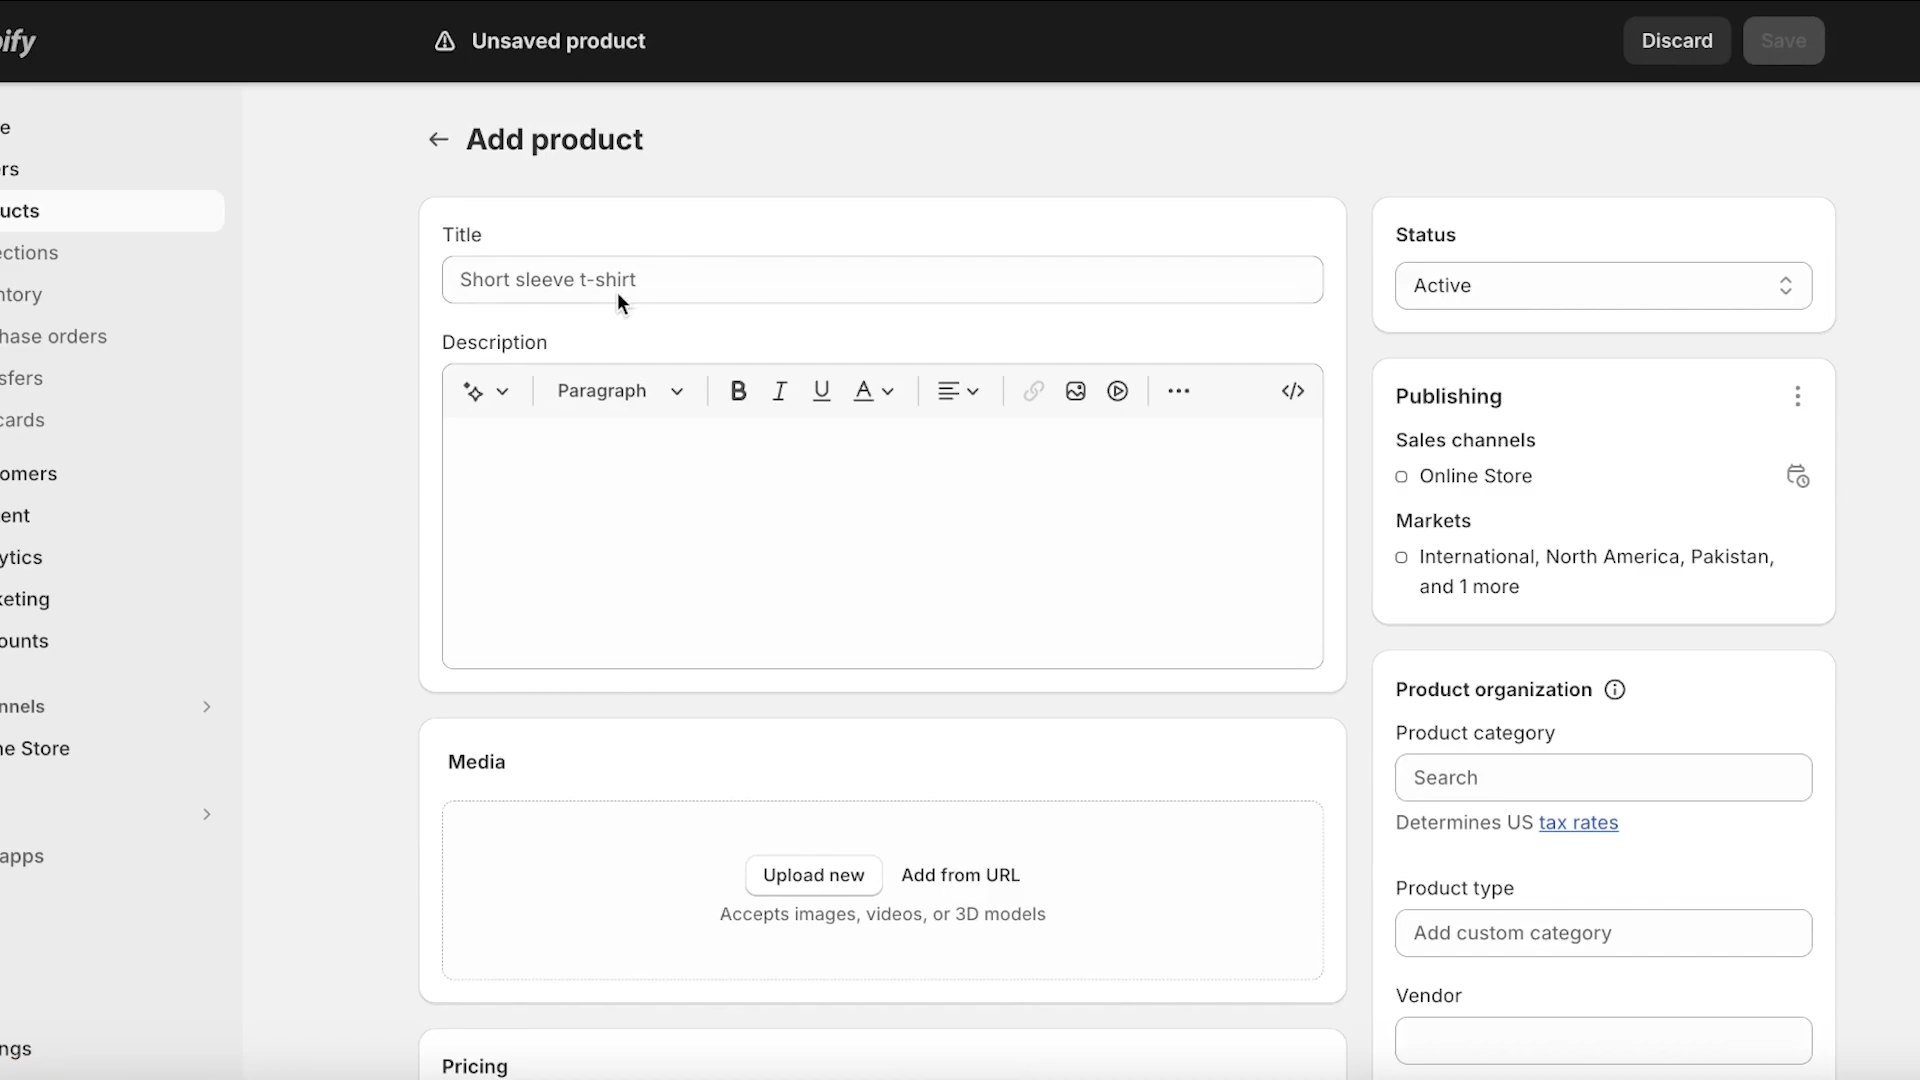 ify
Unsaved product
Discard
Save
e
rs
ucts
ections
ntory
hase orders
sfers
cards
omers
ent
ytics
keting
ounts
nnels
ne Store
apps
ngs
Add product
Title
Short sleeve t-shirt
Description
Paragraph
B I U A
Media
Upload new Add from URL
Accepts images, videos, or 3D models
Pricing
Status
Active
Publishing
Sales channels
Online Store
Markets
International, North America, Pakistan,
and 1 more
Product organization
Product category
Search
Determines US tax rates
Product type
Add custom category
Vendor